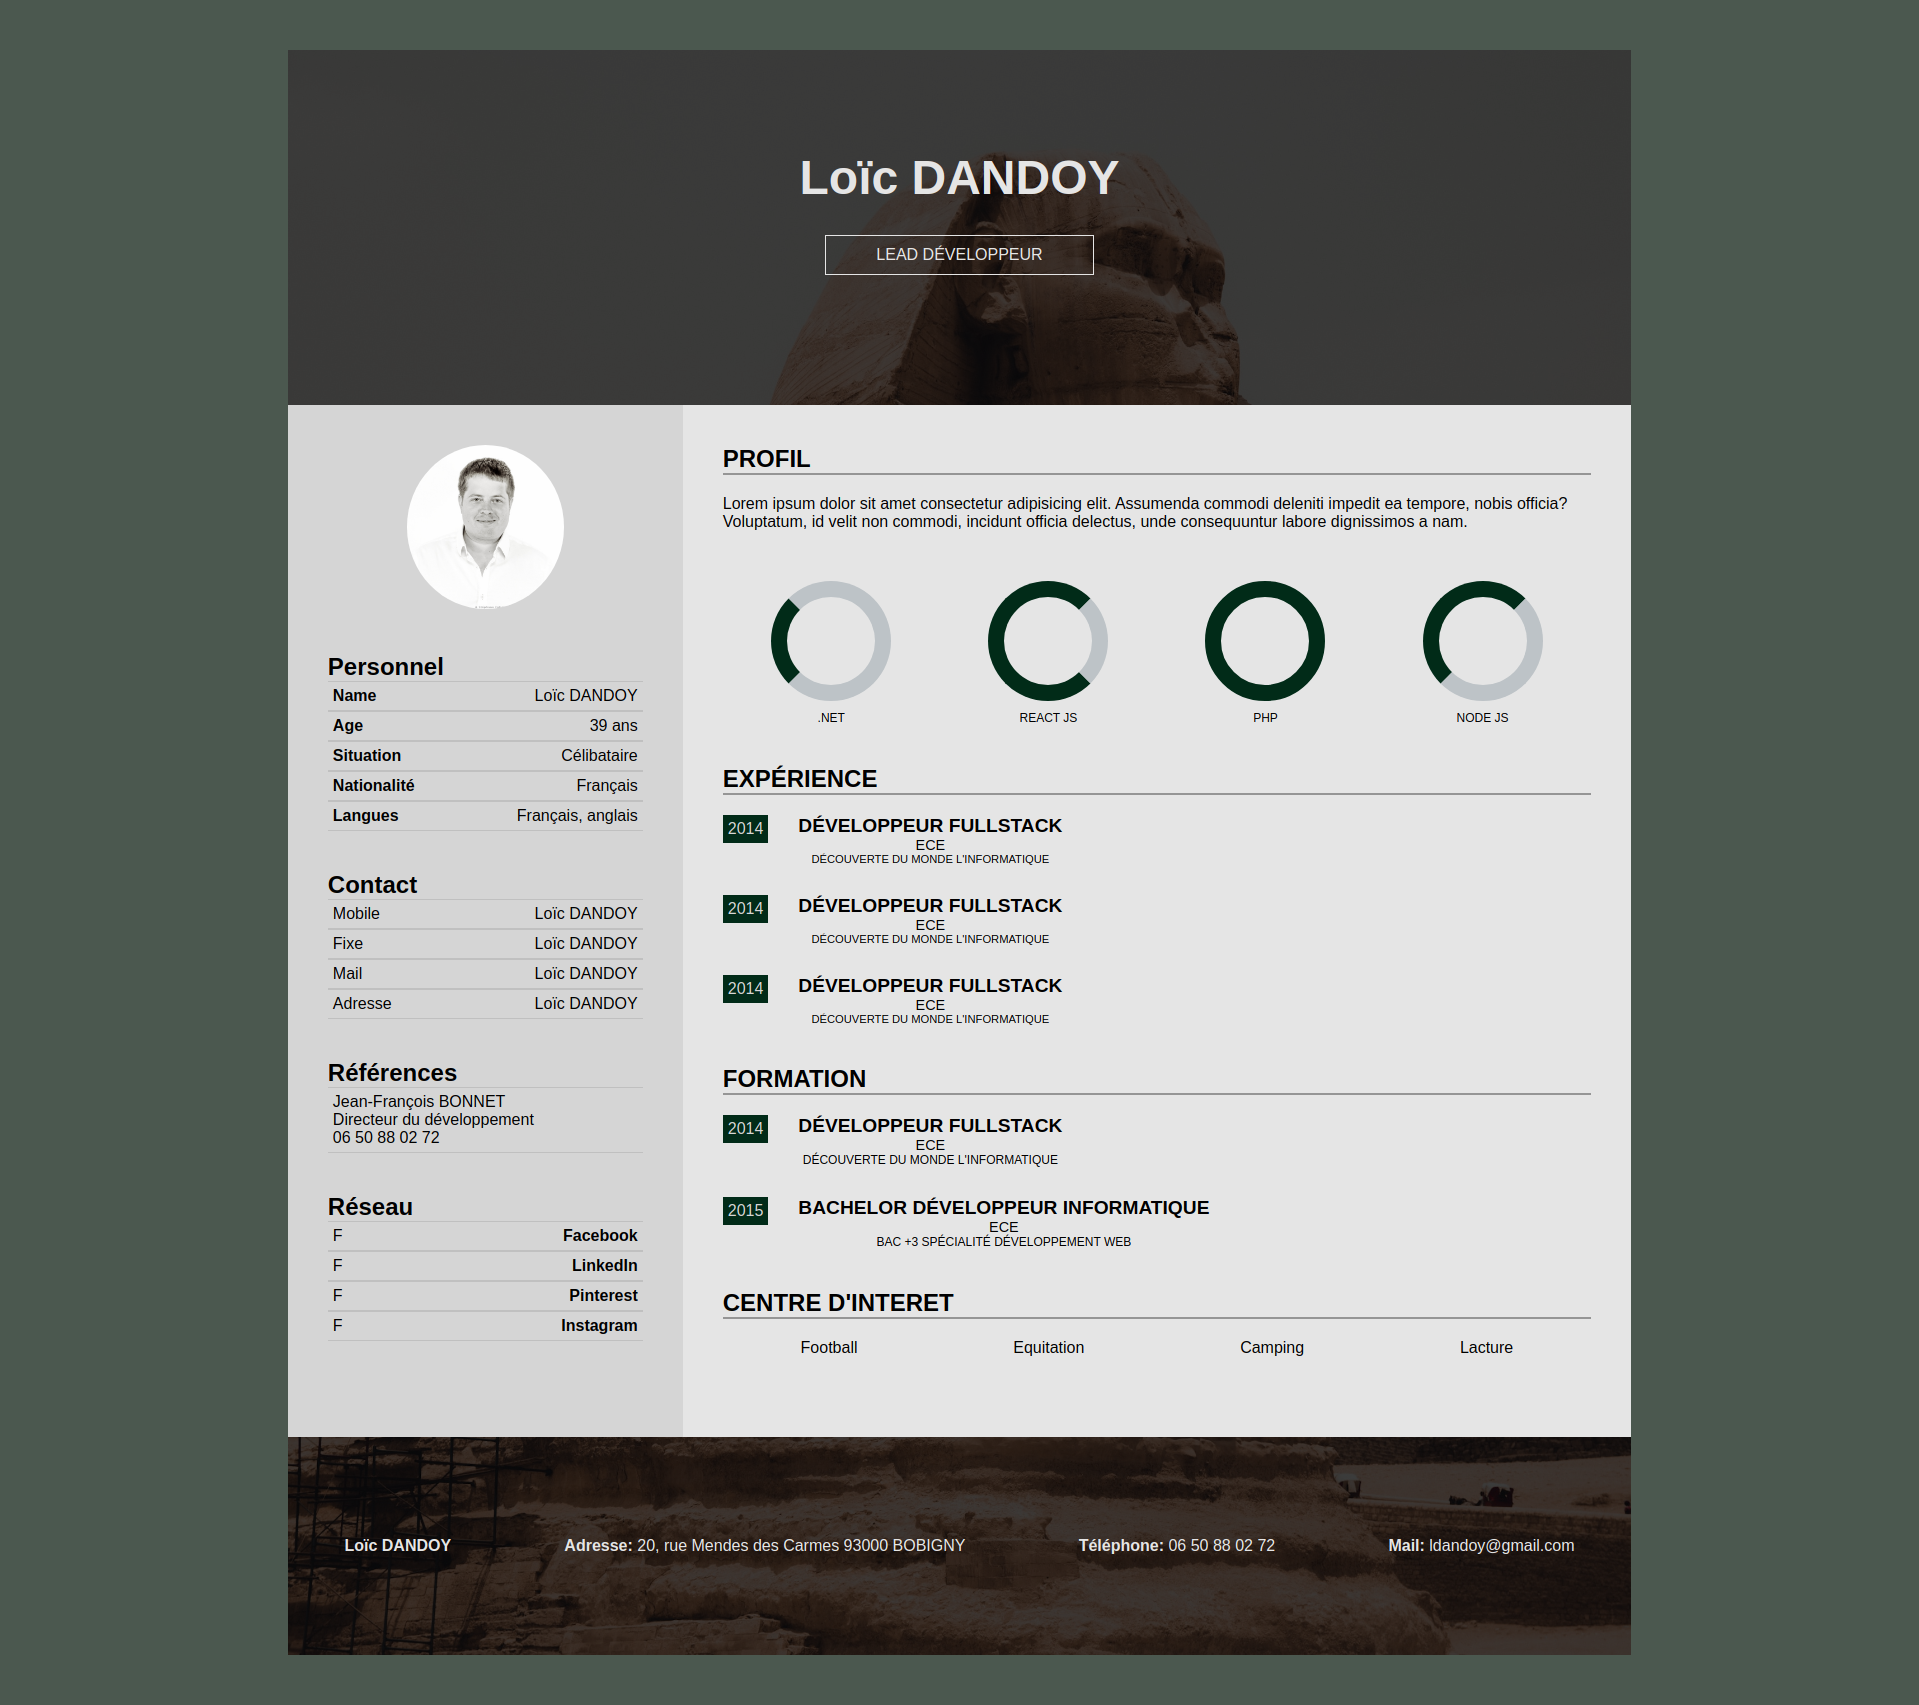 Loïc DANDOY
LEAD DÉVELOPPEUR
Personnel
Name Loïc DANDOY
Age 39 ans
Situation Célibataire
Nationalité Français
Langues Français, anglais
Contact
Mobile Loïc DANDOY
Fixe Loïc DANDOY
Mail Loïc DANDOY
Adresse Loïc DANDOY
Références
Jean-François BONNET
Directeur du développement
06 50 88 02 72
Réseau
F Facebook
F LinkedIn
F Pinterest
F Instagram
PROFIL
Lorem ipsum dolor sit amet consectetur adipisicing elit. Assumenda commodi deleniti impedit ea tempore, nobis officia?
Voluptatum, id velit non commodi, incidunt officia delectus, unde consequuntur labore dignissimos a nam.
.NET REACT JS PHP NODE JS
EXPÉRIENCE
2014 DÉVELOPPEUR FULLSTACK
ECE
DÉCOUVERTE DU MONDE L'INFORMATIQUE
2014 DÉVELOPPEUR FULLSTACK
ECE
DÉCOUVERTE DU MONDE L'INFORMATIQUE
2014 DÉVELOPPEUR FULLSTACK
ECE
DÉCOUVERTE DU MONDE L'INFORMATIQUE
FORMATION
2014 DÉVELOPPEUR FULLSTACK
ECE
DÉCOUVERTE DU MONDE L'INFORMATIQUE
2015 BACHELOR DÉVELOPPEUR INFORMATIQUE
ECE
BAC +3 SPÉCIALITÉ DÉVELOPPEMENT WEB
CENTRE D'INTERET
Football Equitation Camping Lacture
Loïc DANDOY Adresse: 20, rue Mendes des Carmes 93000 BOBIGNY Téléphone: 06 50 88 02 72 Mail: ldandoy@gmail.com